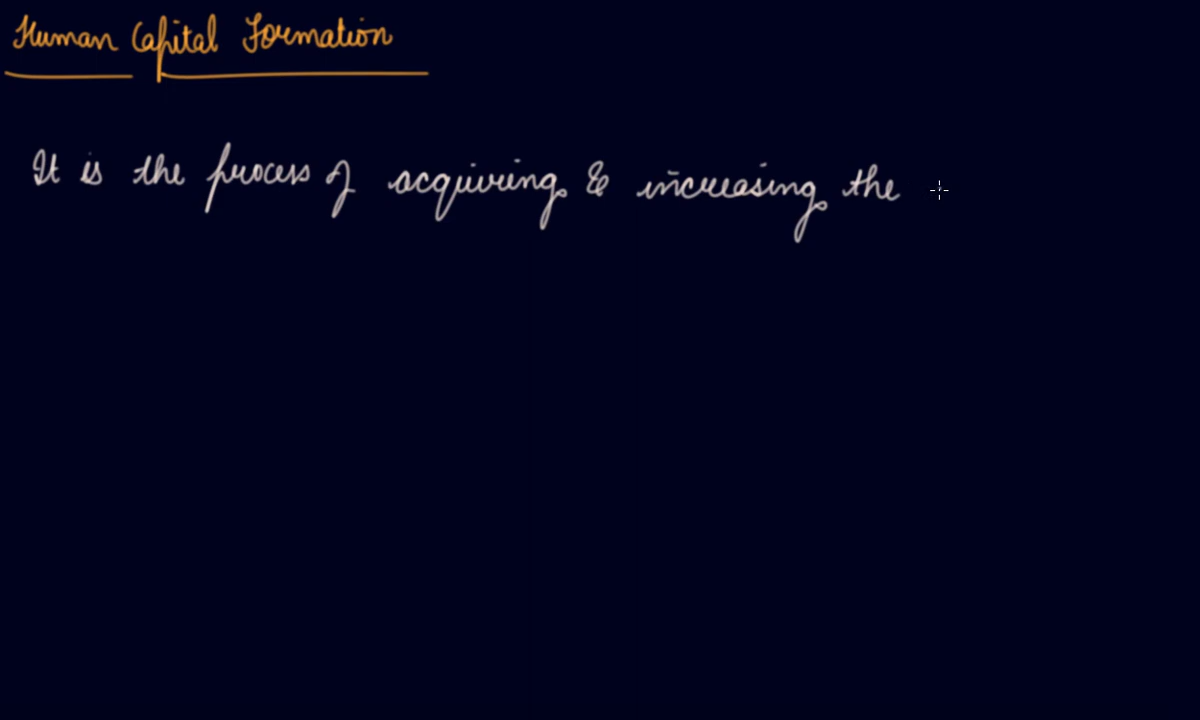 Human Capital Formation
It is the process of acquiring & increasing the